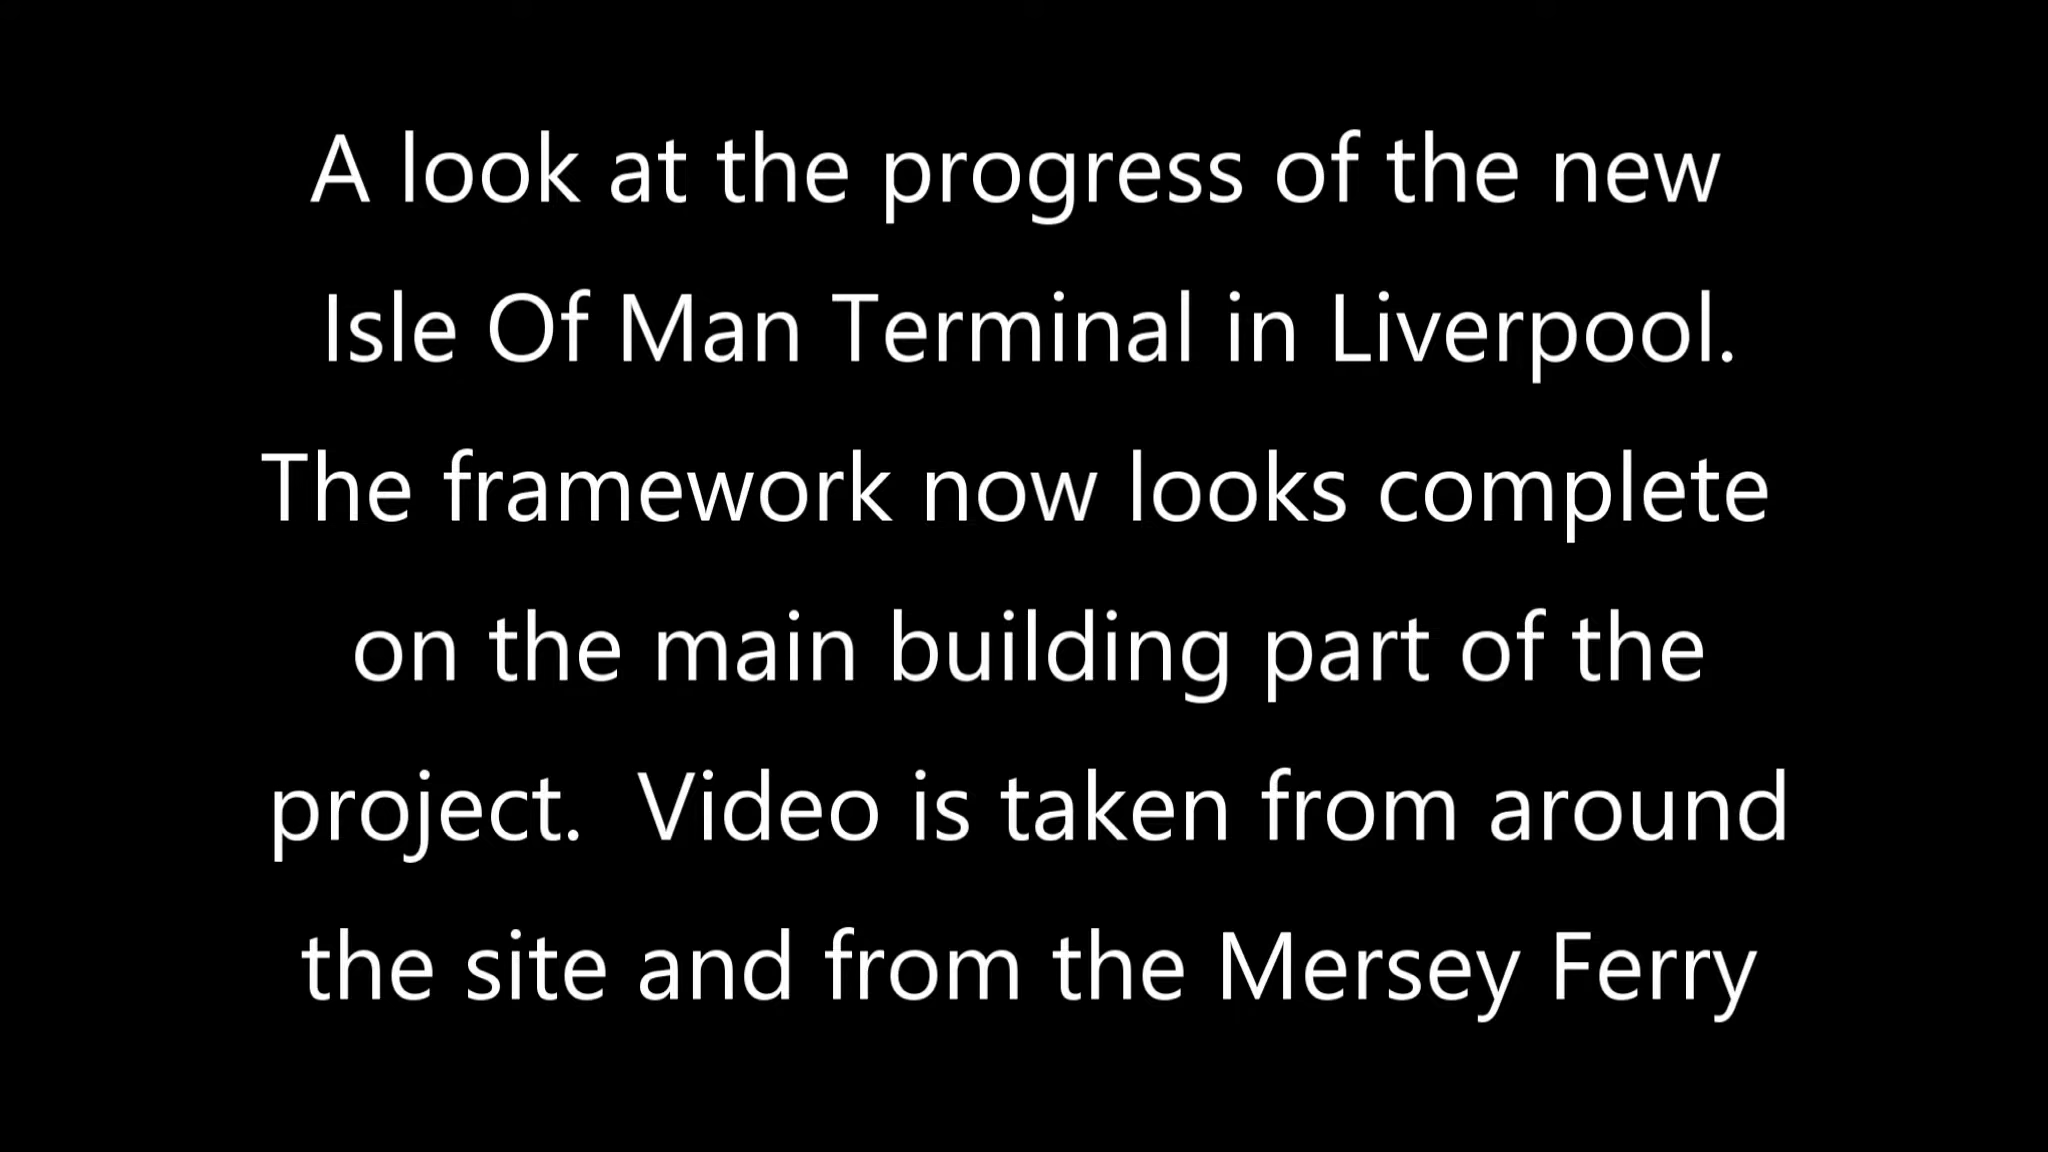 A look at the progress of the new
Isle Of Man Terminal in Liverpool.
The framework now looks complete
on the main building part of the
project.  Video is taken from around
the site and from the Mersey Ferry